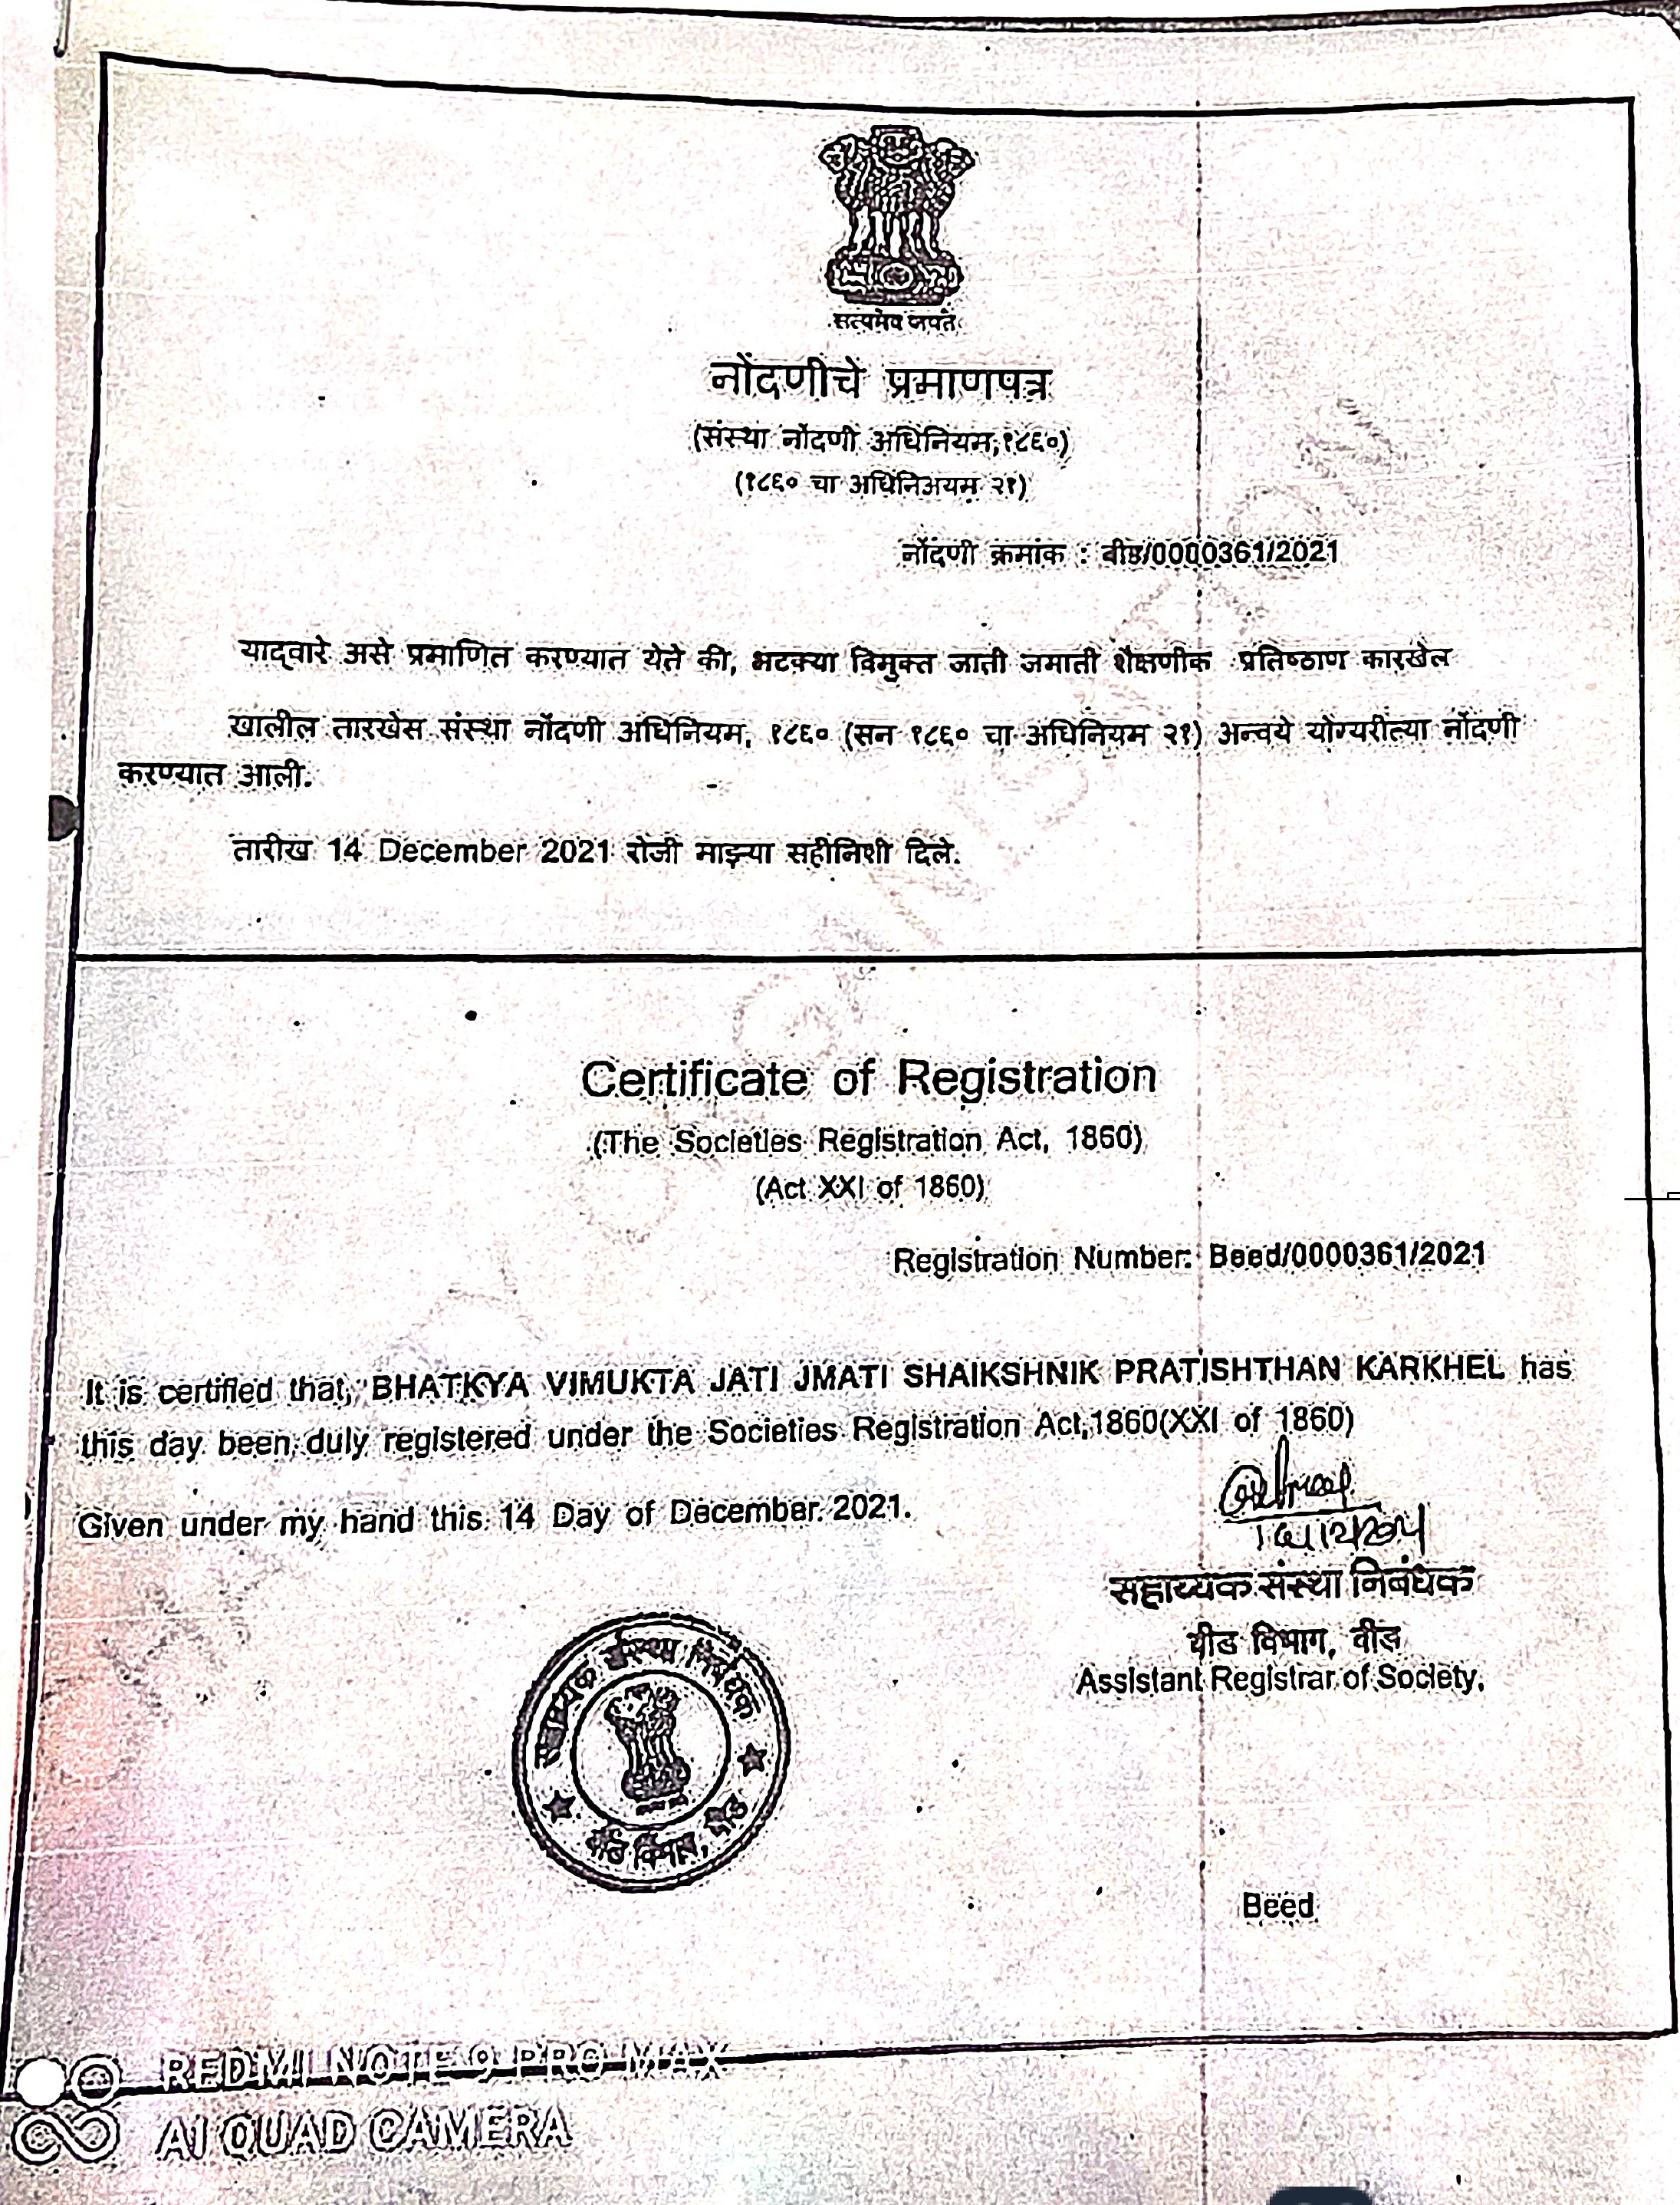 सत्यमेव जयते
नोंदणीचे प्रमाणपत्र
(संस्था नोंदणी अधिनियम,१८६०)
(१८६० चा अधिनिअयम २१)
नोंदणी क्रमांक : बीड/0000361/2021
याद्वारे असे प्रमाणित करण्यात येते की, भटक्या विमुक्त जाती जमाती शैक्षणीक प्रतिष्ठाण कारखेल
खालील तारखेस संस्था नोंदणी अधिनियम, १८६० (सन १८६० चा अधिनियम २१) अन्वये योग्यरीत्या नोंदणी
करण्यात आली.
तारीख 14 December 2021 रोजी माझ्या सहीनिशी दिले.
Certificate of Registration
(The Societies Registration Act, 1860)
(Act XXI of 1860)
Registration Number: Beed/0000361/2021
It is certified that, BHATKYA VIMUKTA JATI JMATI SHAIKSHNIK PRATISHTHAN KARKHEL has
this day been duly registered under the Societies Registration Act,1860(XXI of 1860)
Given under my hand this 14 Day of December 2021.
सहाय्यक संस्था निबंधक
बीड विभाग, बीड
Assistant Registrar of Society,
सहाय्यक संस्था निबंधक
बीड विभाग, बीड
Beed
REDMI NOTE 9 PRO MAX
AI QUAD CAMERA